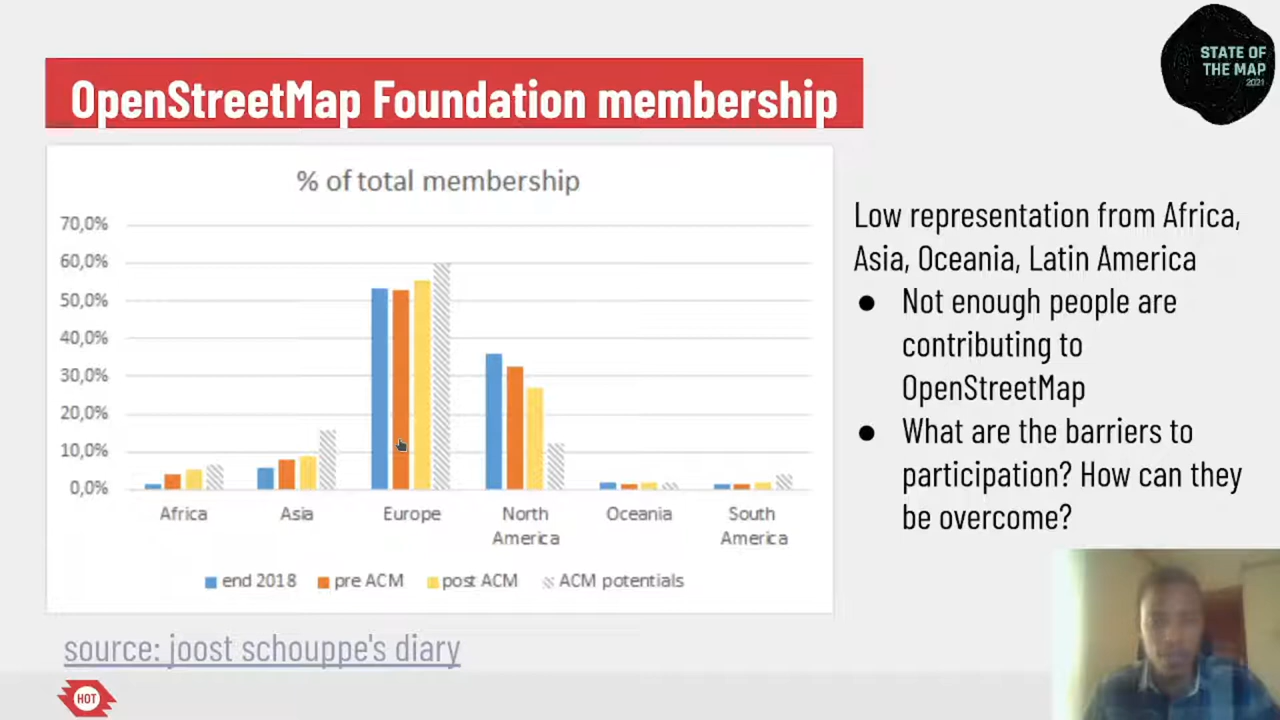 STATE OF
THE MAP
2021
OpenStreetMap Foundation membership
% of total membership
70,0%
60,0%
50,0%
40,0%
30,0%
20,0%
10,0%
0,0%
Africa
Asia
Europe
North
America
Oceania
South
America
end 2018
pre ACM
post ACM
ACM potentials
Low representation from Africa,
Asia, Oceania, Latin America
● Not enough people are
contributing to
OpenStreetMap
● What are the barriers to
participation? How can they
be overcome?
source: joost schouppe's diary
HOT